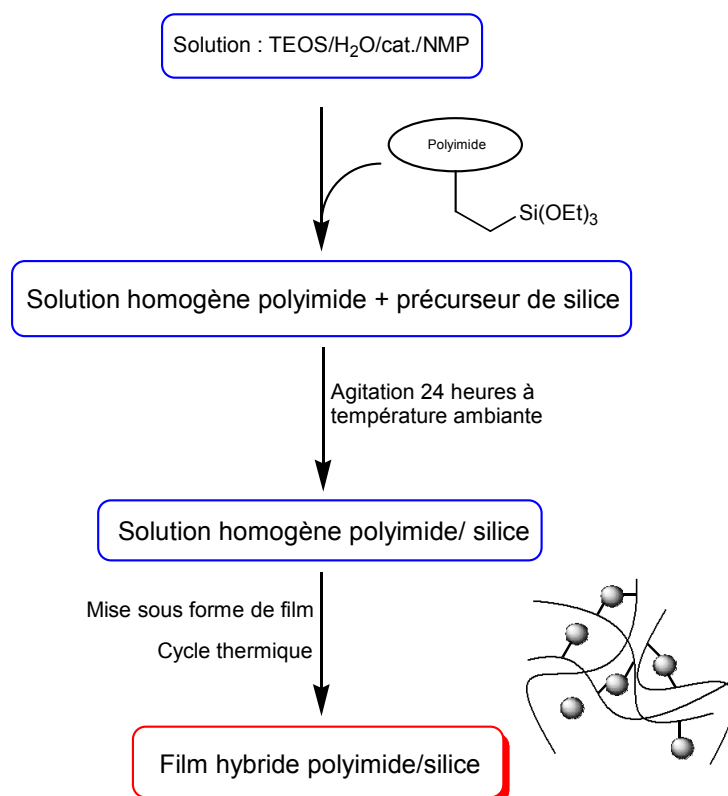 Solution : TEOS/H₂O/cat./NMP
Polyimide
Si(OEt)₃
Solution homogène polyimide + précurseur de silice
Agitation 24 heures à
température ambiante
Solution homogène polyimide/ silice
Mise sous forme de film
Cycle thermique
Film hybride polyimide/silice